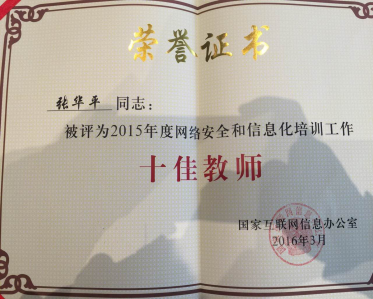 荣誉证书
张华平 同志：
被评为2015年度网络安全和信息化培训工作
十佳教师
国家互联网信息办公室
2016年3月